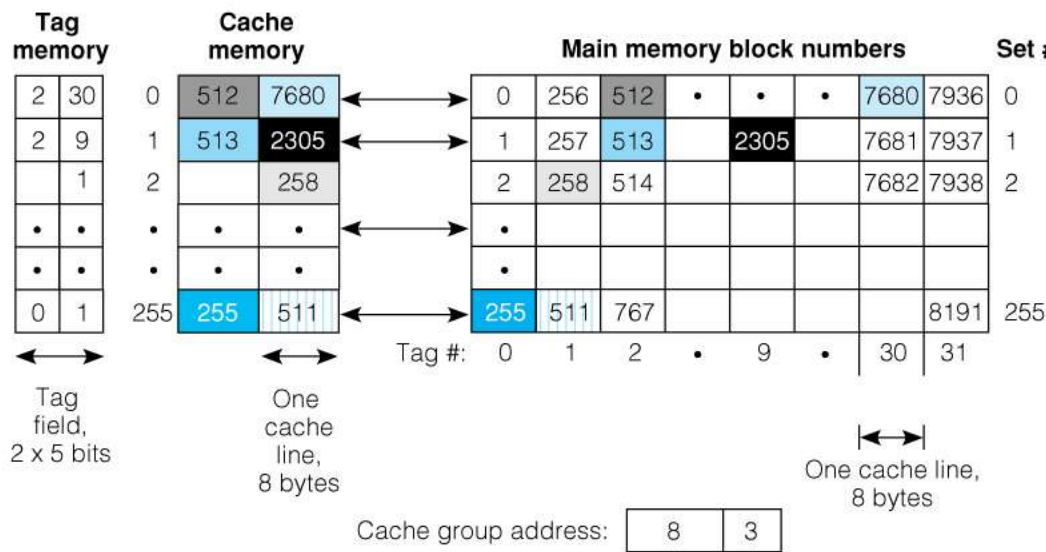 Tag memory Cache memory Main memory block numbers Set #
2 30 0 512 7680 0 256 512 • • • 7680 7936 0
2 9 1 513 2305 1 257 513 2305 7681 7937 1
1 2 258 2 258 514 7682 7938 2
• • • • • •
• • • • • •
0 1 255 255 511 255 511 767 8191 255
Tag #: 0 1 2 • 9 • 30 31
Tag field, 2 x 5 bits
One cache line, 8 bytes
One cache line, 8 bytes
Cache group address: 8 3